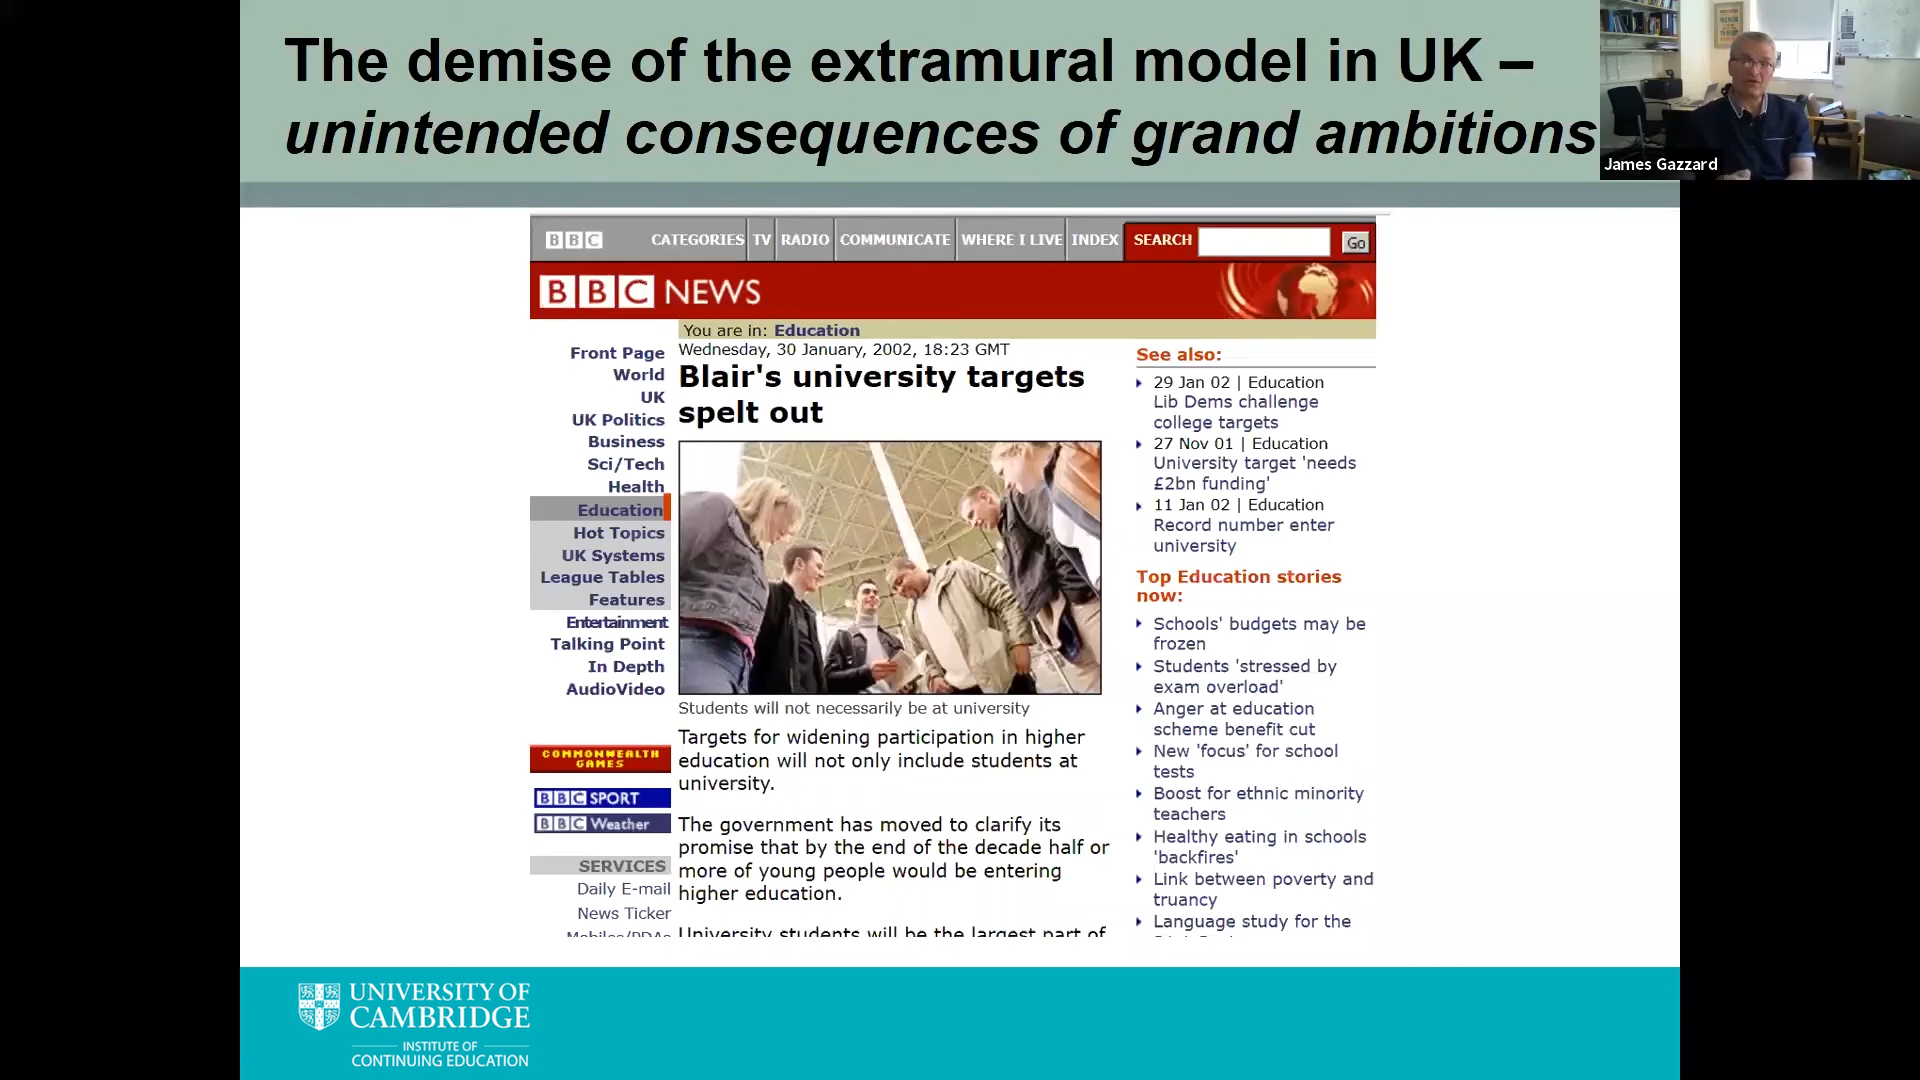 The demise of the extramural model in UK –
unintended consequences of grand ambitions
James Gazzard
BBC
CATEGORIES TV RADIO COMMUNICATE WHERE I LIVE INDEX SEARCH Go
BBC NEWS
You are in: Education
Front Page
World
UK
UK Politics
Business
Sci/Tech
Health
Education
Hot Topics
UK Systems
League Tables
Features
Entertainment
Talking Point
In Depth
AudioVideo
COMMONWEALTH
GAMES
BBC SPORT
BBC Weather
SERVICES
Daily E-mail
News Ticker
Mobiles/PDAs
Wednesday, 30 January, 2002, 18:23 GMT
Blair's university targets
spelt out
Students will not necessarily be at university
Targets for widening participation in higher
education will not only include students at
university.
The government has moved to clarify its
promise that by the end of the decade half or
more of young people would be entering
higher education.
University students will be the largest part of
See also:
29 Jan 02 | Education
Lib Dems challenge
college targets
27 Nov 01 | Education
University target 'needs
£2bn funding'
11 Jan 02 | Education
Record number enter
university
Top Education stories
now:
Schools' budgets may be
frozen
Students 'stressed by
exam overload'
Anger at education
scheme benefit cut
New 'focus' for school
tests
Boost for ethnic minority
teachers
Healthy eating in schools
'backfires'
Link between poverty and
truancy
Language study for the
UNIVERSITY OF
CAMBRIDGE
INSTITUTE OF
CONTINUING EDUCATION